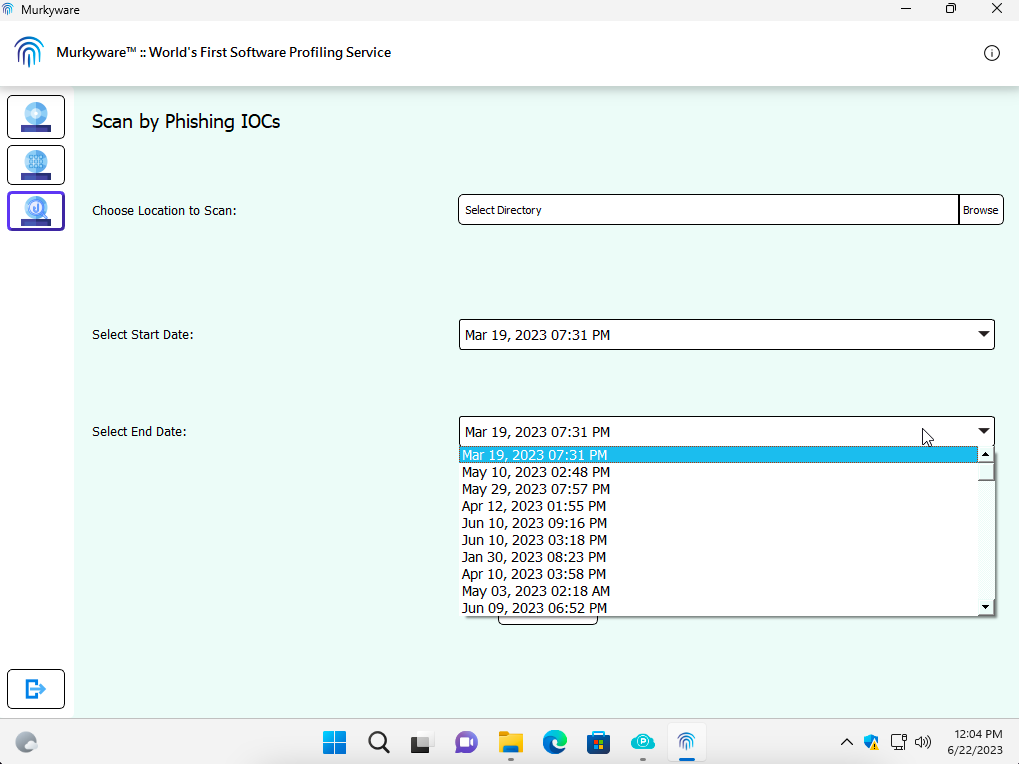 Murkyware
Murkyware™ :: World's First Software Profiling Service
Scan by Phishing IOCs
Choose Location to Scan:
Select Directory
Browse
Select Start Date:
Mar 19, 2023 07:31 PM
Select End Date:
Mar 19, 2023 07:31 PM
Mar 19, 2023 07:31 PM
May 10, 2023 02:48 PM
May 29, 2023 07:57 PM
Apr 12, 2023 01:55 PM
Jun 10, 2023 09:16 PM
Jun 10, 2023 03:18 PM
Jan 30, 2023 08:23 PM
Apr 10, 2023 03:58 PM
May 03, 2023 02:18 AM
Jun 09, 2023 06:52 PM
12:04 PM
6/22/2023